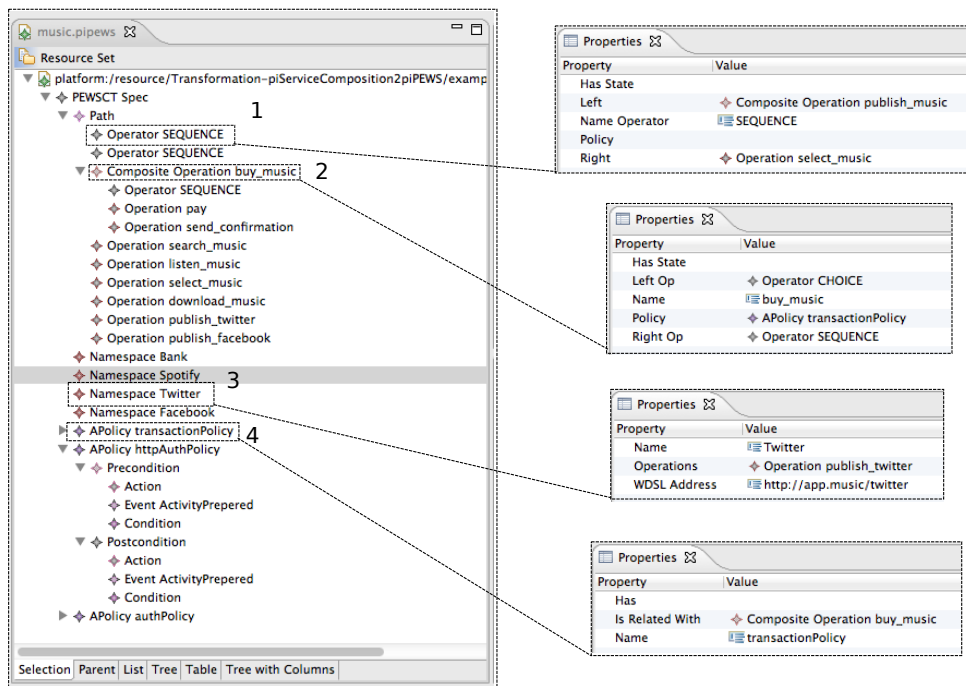 music.pipews
Resource Set
platform:/resource/Transformation-piServiceComposition2piPEWS/examp
PEWSCT Spec
Path
1
Operator SEQUENCE
Operator SEQUENCE
Composite Operation buy_music
2
Operator SEQUENCE
Operation pay
Operation send_confirmation
Operation search_music
Operation listen_music
Operation select_music
Operation download_music
Operation publish_twitter
Operation publish_facebook
Namespace Bank
Namespace Spotify
3
Namespace Twitter
Namespace Facebook
APolicy transactionPolicy
4
APolicy httpAuthPolicy
Precondition
Action
Event ActivityPrepered
Condition
Postcondition
Action
Event ActivityPrepered
Condition
APolicy authPolicy
Selection Parent List Tree Table Tree with Columns
Properties
Property Value
Has State
Left Composite Operation publish_music
Name Operator SEQUENCE
Policy
Right Operation select_music
Properties
Property Value
Has State
Left Op Operator CHOICE
Name buy_music
Policy APolicy transactionPolicy
Right Op Operator SEQUENCE
Properties
Property Value
Name Twitter
Operations Operation publish_twitter
WDSL Address http://app.music/twitter
Properties
Property Value
Has
Is Related With Composite Operation buy_music
Name transactionPolicy